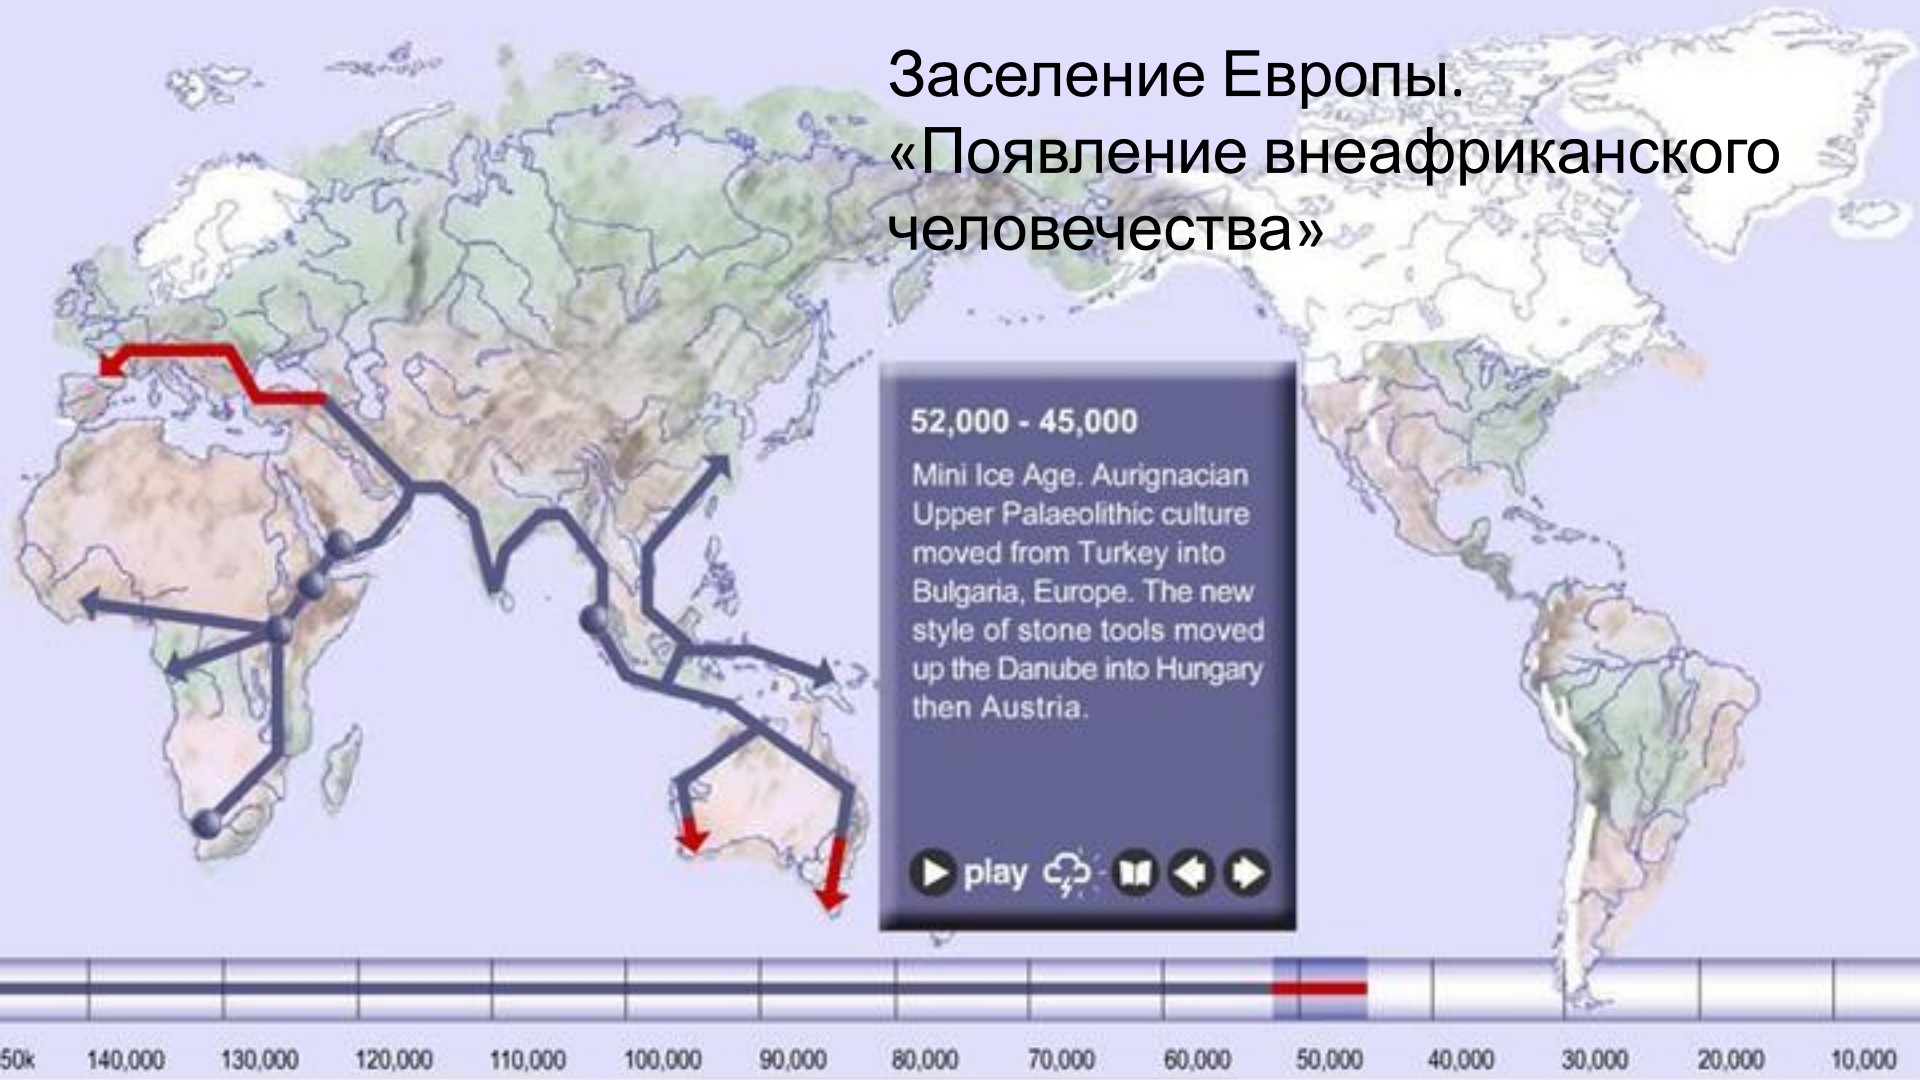 Заселение Европы.
«Появление внеафриканского
человечества»
52,000 - 45,000
Mini Ice Age. Aurignacian
Upper Palaeolithic culture
moved from Turkey into
Bulgaria, Europe. The new
style of stone tools moved
up the Danube into Hungary
then Austria.
play
50k 140,000 130,000 120,000 110,000 100,000 90,000 80,000 70,000 60,000 50,000 40,000 30,000 20,000 10,000